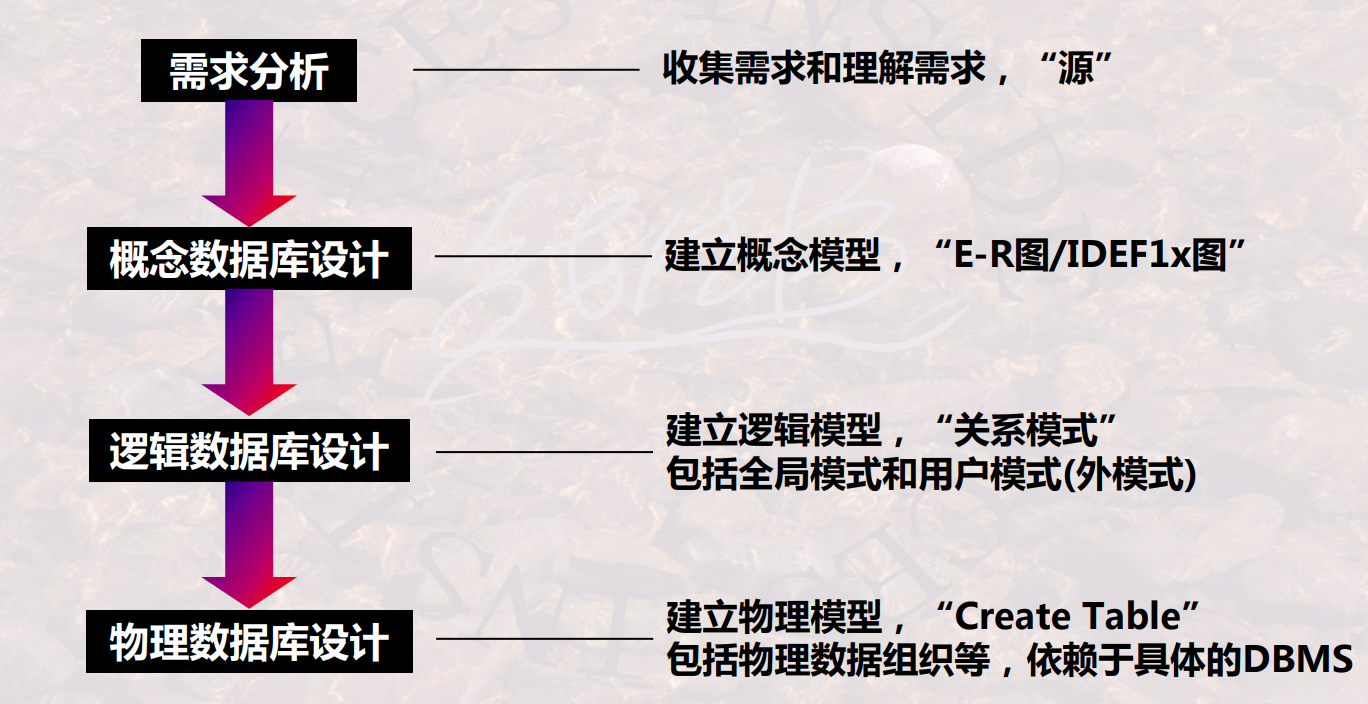 需求分析
收集需求和理解需求，“源”
概念数据库设计
建立概念模型，“E-R图/IDEF1x图”
逻辑数据库设计
建立逻辑模型，“关系模式”
包括全局模式和用户模式(外模式)
物理数据库设计
建立物理模型，“Create Table”
包括物理数据组织等，依赖于具体的DBMS